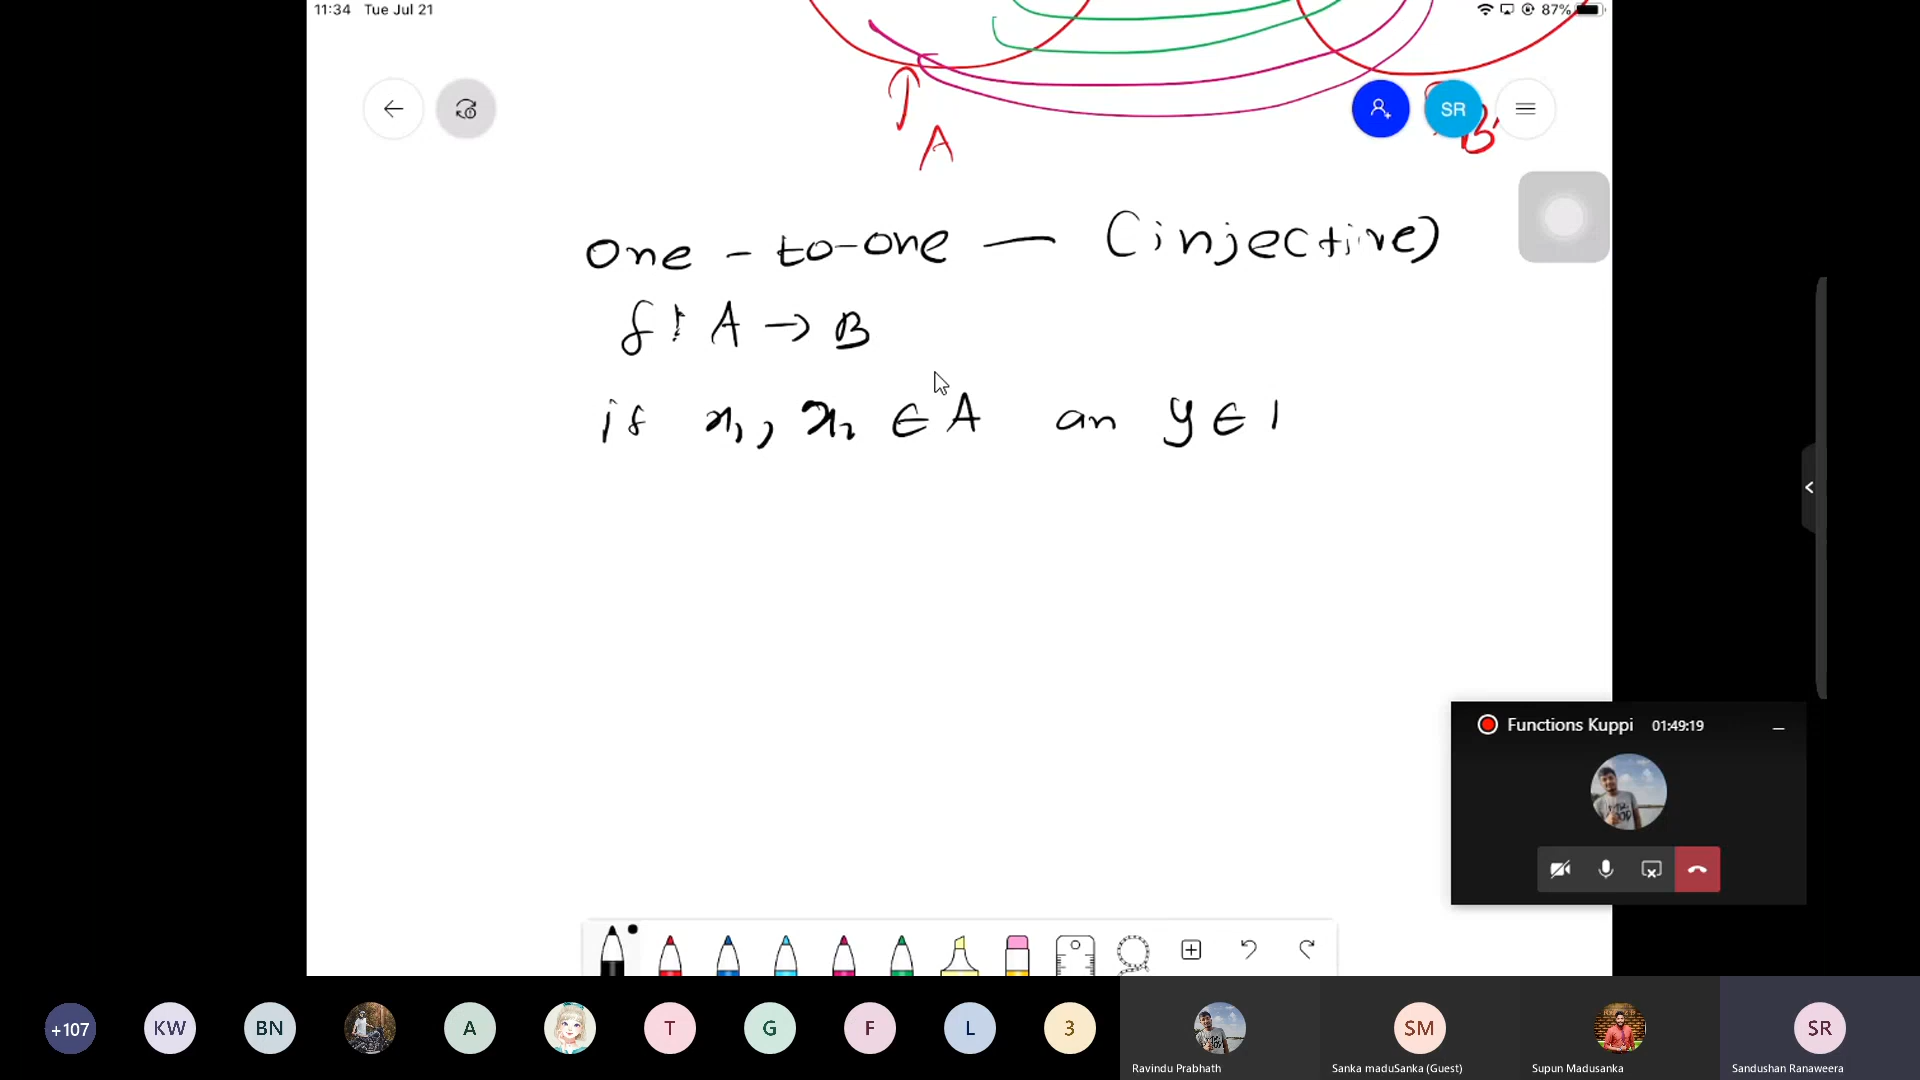 11:34 Tue Jul 21
87%
A
B
SR
one - to-one — (injective)
f: A → B
if x₁, x₂ ∈ A an y ∈ 1
Functions Kuppi 01:49:19
+107 KW BN A T G F L 3 SM SR
Ravindu Prabhath Sanka maduSanka (Guest) Supun Madusanka Sandushan Ranaweera